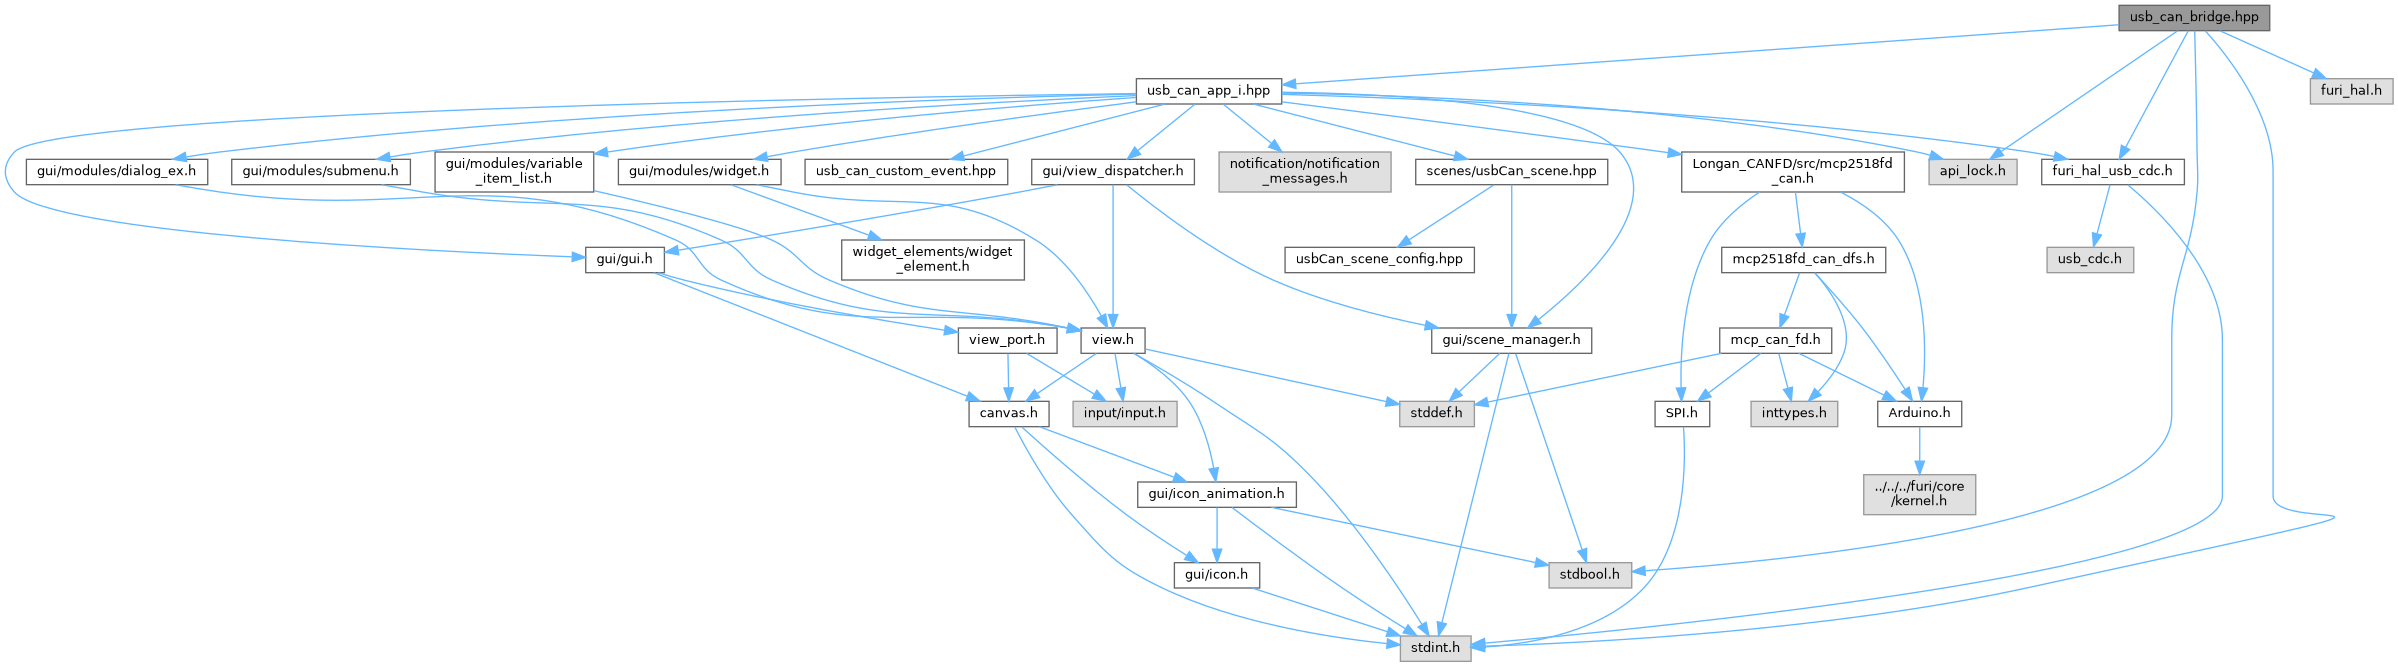 usb_can_bridge.hpp
usb_can_app_i.hpp
furi_hal.h
gui/modules/dialog_ex.h
gui/modules/submenu.h
gui/modules/variable
_item_list.h
gui/modules/widget.h
usb_can_custom_event.hpp
gui/view_dispatcher.h
notification/notification
_messages.h
scenes/usbCan_scene.hpp
Longan_CANFD/src/mcp2518fd
_can.h
api_lock.h
furi_hal_usb_cdc.h
gui/gui.h
widget_elements/widget
_element.h
usbCan_scene_config.hpp
mcp2518fd_can_dfs.h
usb_cdc.h
view_port.h
view.h
gui/scene_manager.h
mcp_can_fd.h
canvas.h
input/input.h
stddef.h
SPI.h
inttypes.h
Arduino.h
gui/icon_animation.h
../../../furi/core
/kernel.h
gui/icon.h
stdbool.h
stdint.h